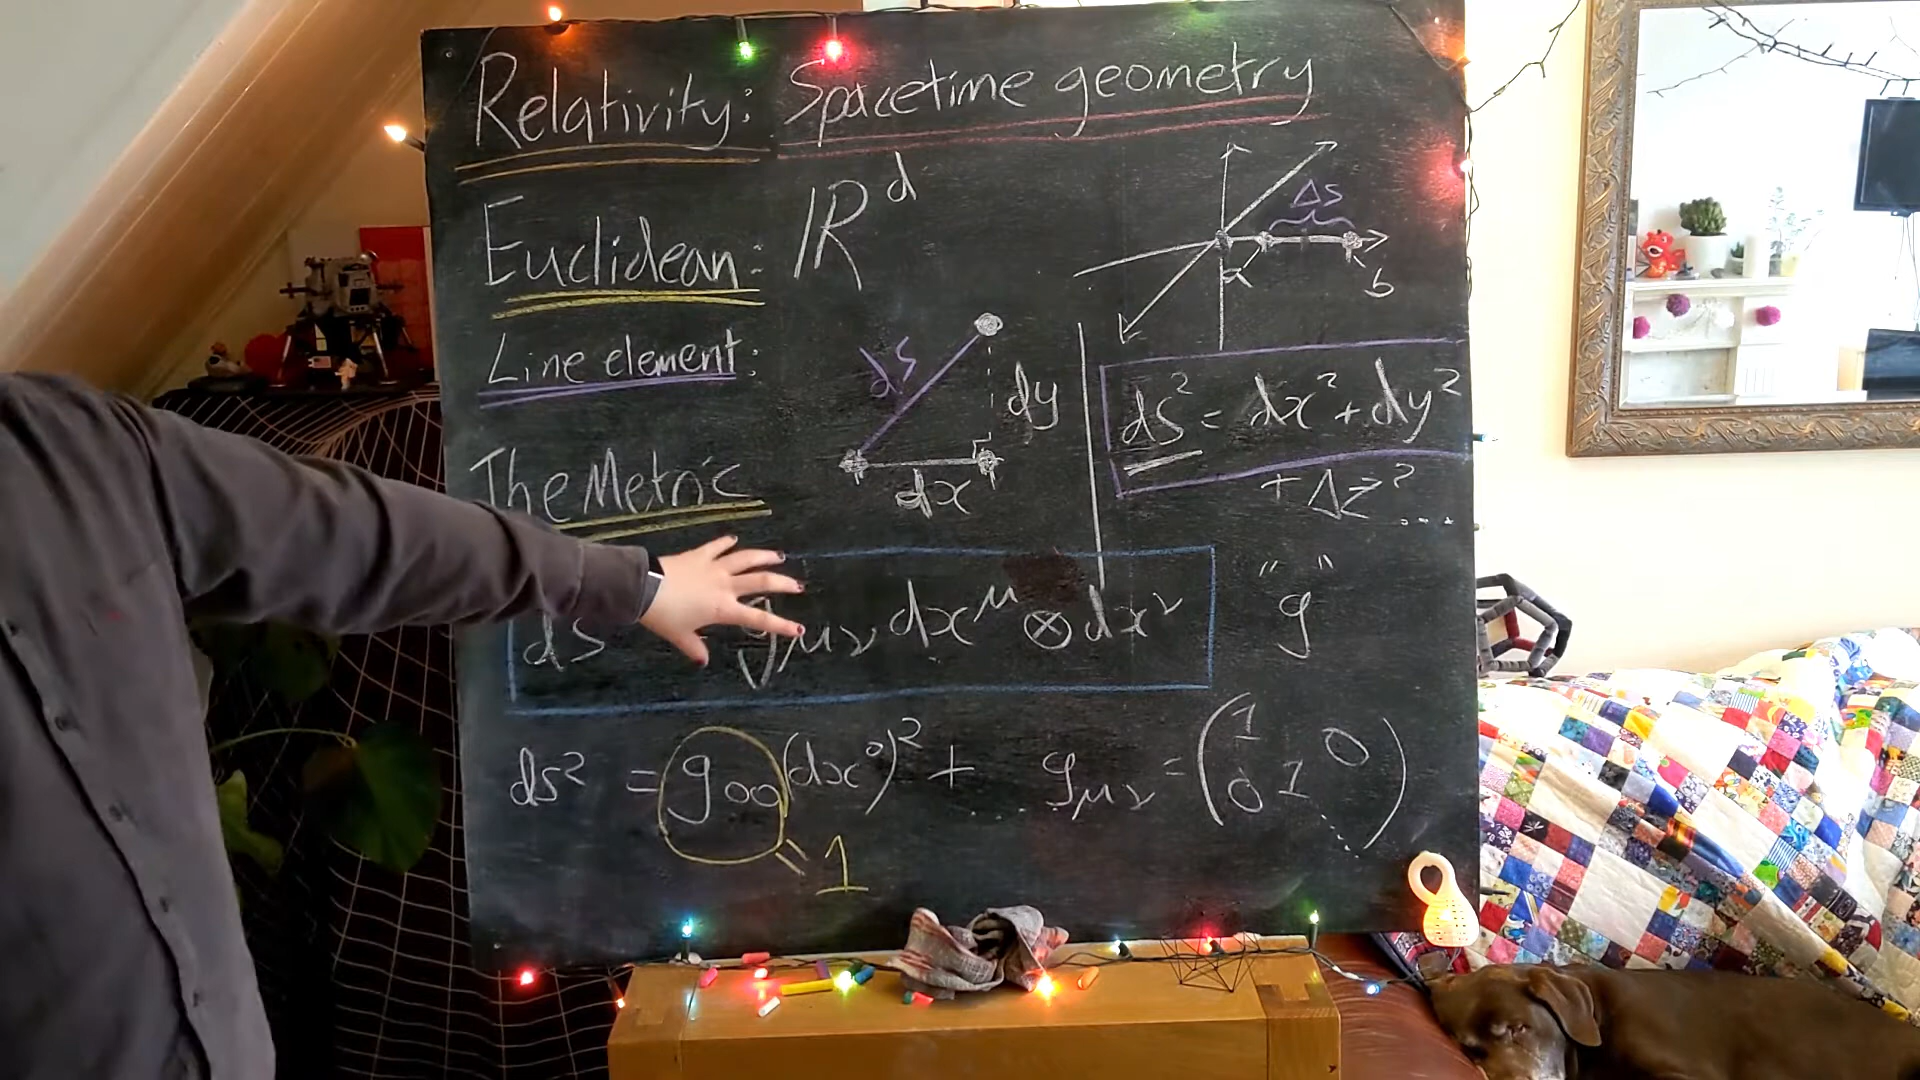 Relativity: Spacetime geometry
Euclidean: ℝᵈ
Δs
a
b
Line element:
ds
dy
dx
ds² = dx² + dy²
+ Δz² ...
The Metric
ds g_μν dx^μ ⊗ dx^ν
"g"
ds² = g₀₀(dx⁰)² +
= 1
g_μν = (1 0
0 1 ⋱)